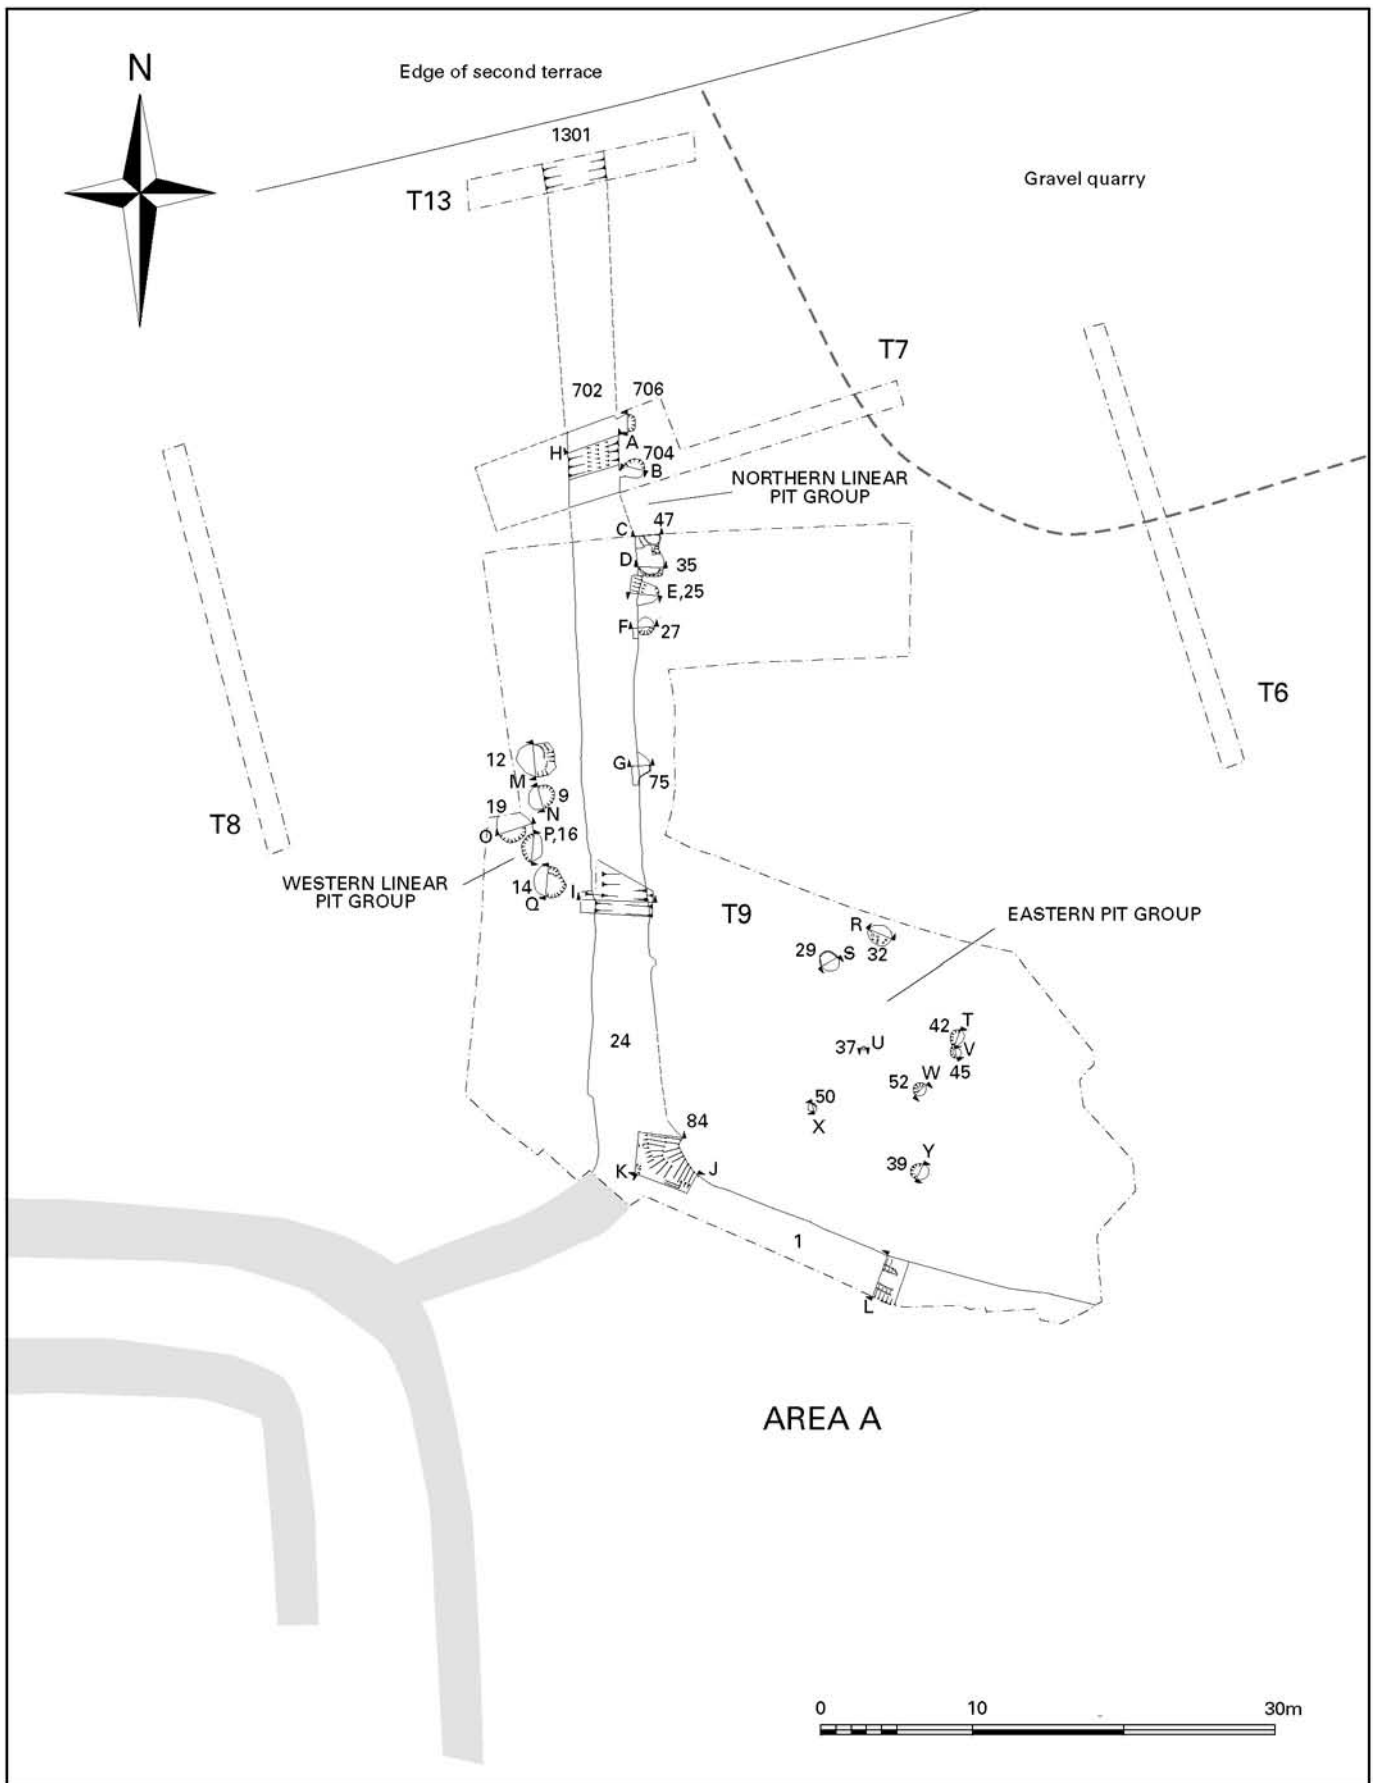 N
Edge of second terrace
1301
Gravel quarry
T13
T7
702
706
H
A
704
B
NORTHERN LINEAR
PIT GROUP
C
47
D
35
E,25
F
27
T6
12
G
75
M
9
19
N
T8
O
P,16
WESTERN LINEAR
PIT GROUP
14
I
Q
T9
EASTERN PIT GROUP
R
29
S
32
42
T
24
37
U
V
52
W
45
50
X
84
Y
39
K
J
1
L
AREA A
0
10
30m